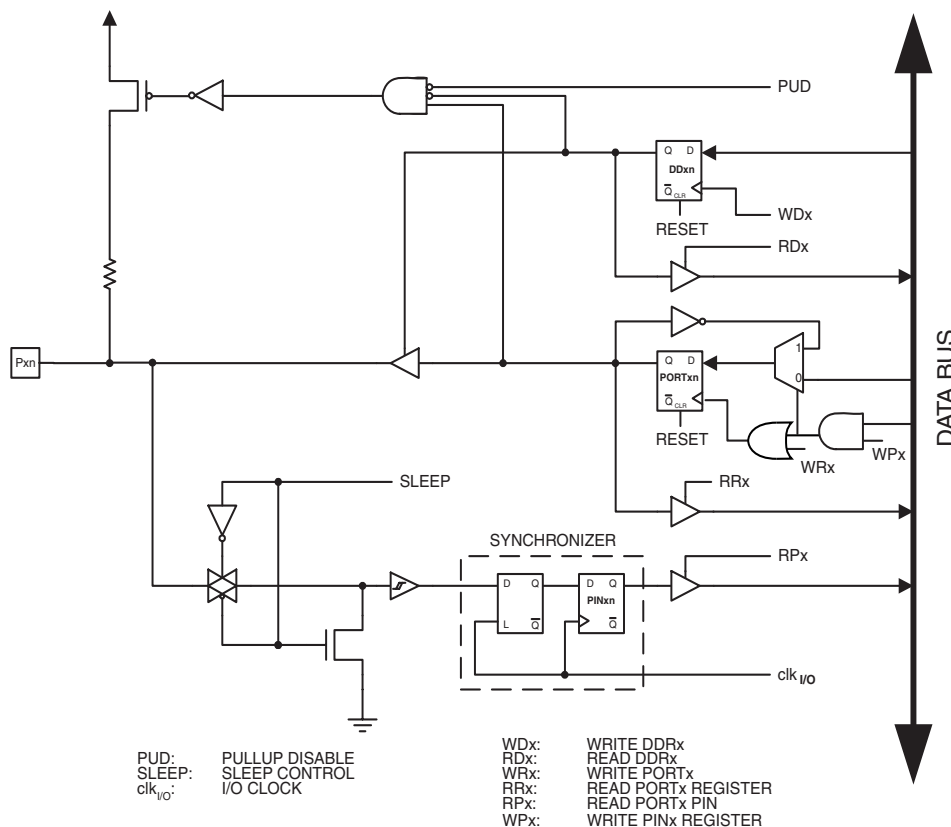 PUD
Q D
DDxn
Q CLR
WDx
RESET
RDx
Pxn
1
Q D
PORTxn
0
Q CLR
RESET
WRx
WPx
DATA BUS
SLEEP
RRx
SYNCHRONIZER
RPx
D Q
D Q
PINxn
L Q
Q
clk I/O
PUD: PULLUP DISABLE
SLEEP: SLEEP CONTROL
clkI/O: I/O CLOCK
WDx: WRITE DDRx
RDx: READ DDRx
WRx: WRITE PORTx
RRx: READ PORTx REGISTER
RPx: READ PORTx PIN
WPx: WRITE PINx REGISTER